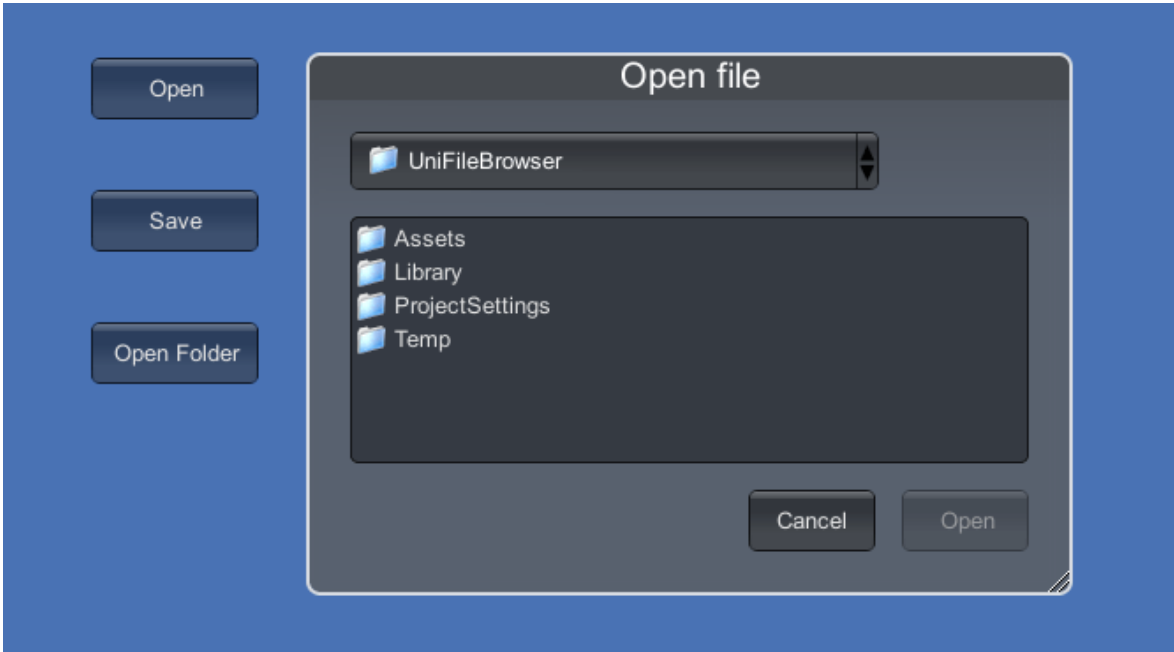 Open
Save
Open Folder
Open file
UniFileBrowser
Assets
Library
ProjectSettings
Temp
Cancel
Open